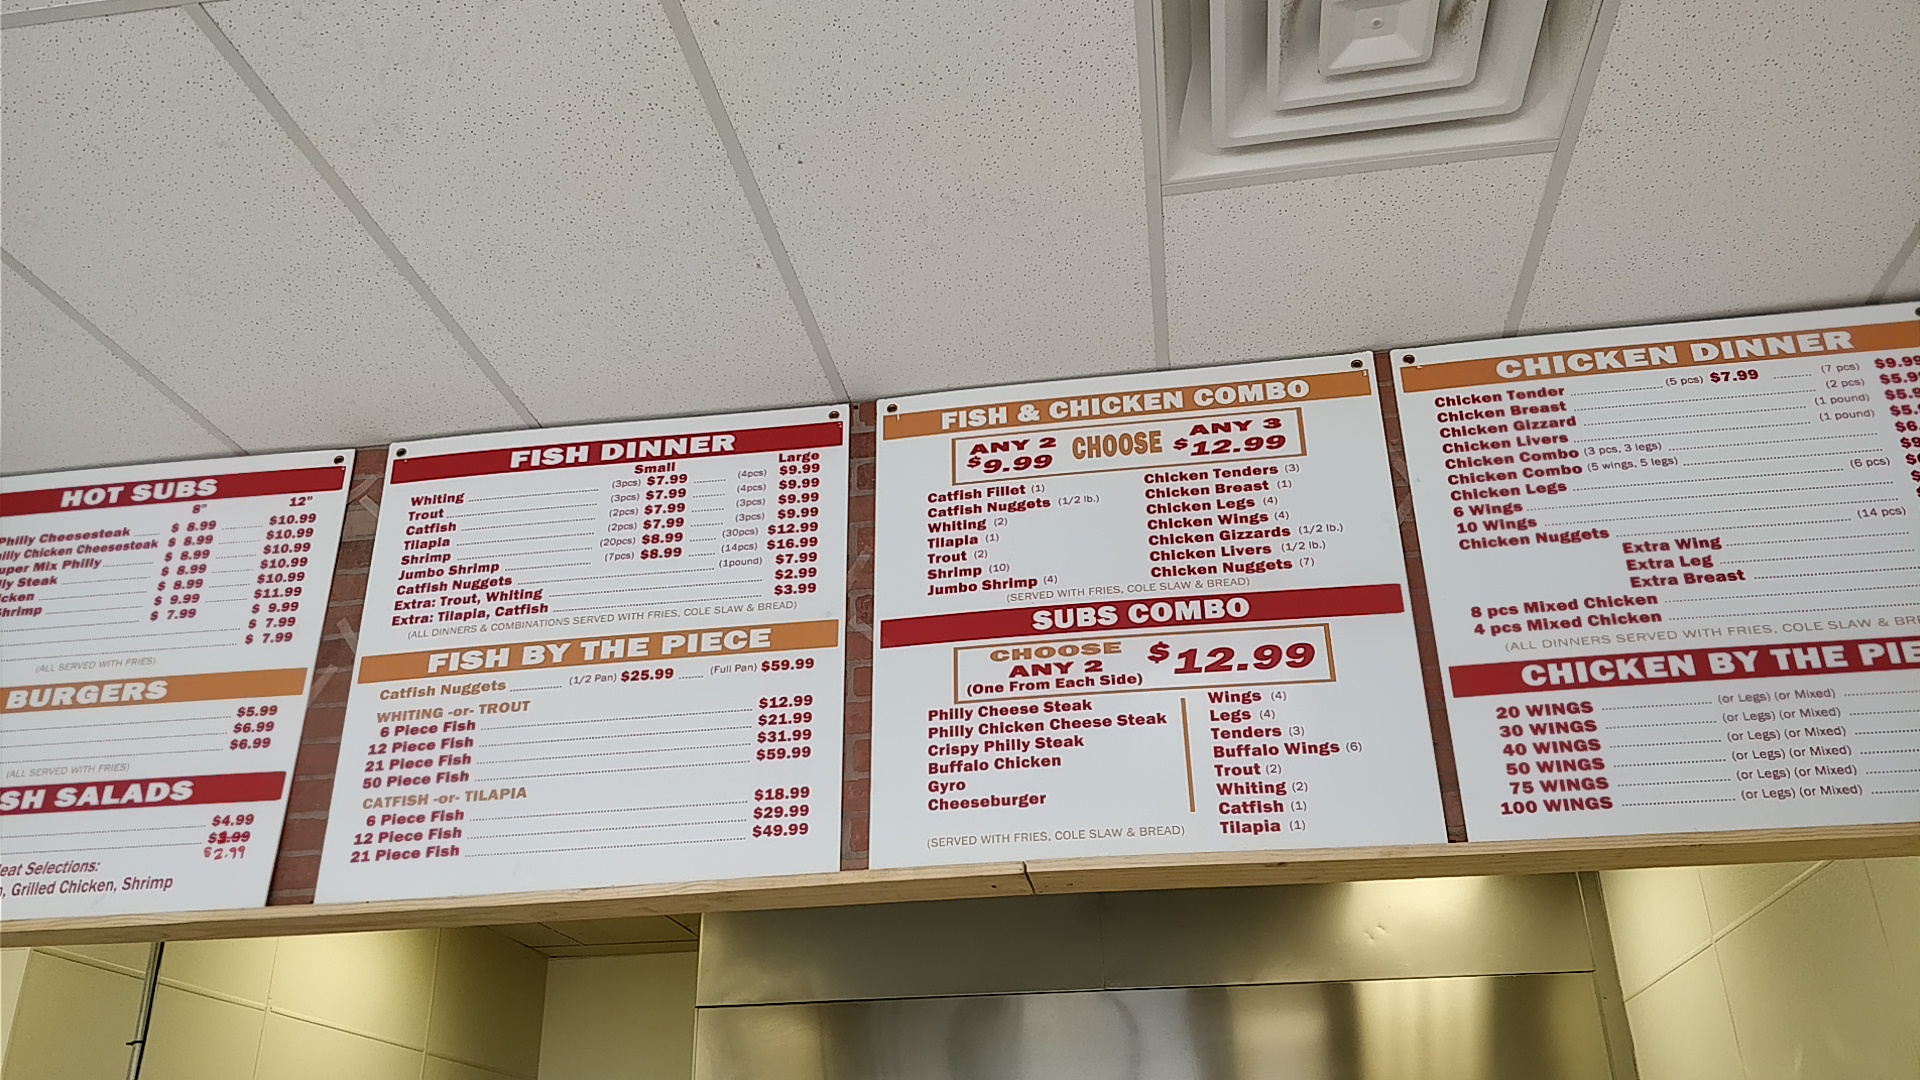 HOT SUBS
8" 12"
Philly Cheesesteak $ 8.99 $10.99
Philly Chicken Cheesesteak $ 8.99 $10.99
Super Mix Philly $ 8.99 $10.99
Steak $ 8.99 $10.99
$ 8.99 $10.99
Shrimp $ 9.99 $11.99
$ 7.99 $ 9.99
$ 7.99
$ 7.99
(ALL SERVED WITH FRIES)
BURGERS
$5.99
$6.99
$6.99
(ALL SERVED WITH FRIES)
SALADS
$4.99
$2.99
Selections:
Grilled Chicken, Shrimp
FISH DINNER
Small Large
Whiting (3pcs) $7.99 (4pcs) $9.99
Trout (3pcs) $7.99 (4pcs) $9.99
Catfish (2pcs) $7.99 (3pcs) $9.99
Tilapia (2pcs) $7.99 (3pcs) $9.99
Shrimp (20pcs) $8.99 (30pcs) $12.99
Jumbo Shrimp (7pcs) $8.99 (14pcs) $16.99
Catfish Nuggets (1pound) $7.99
Extra: Trout, Whiting $2.99
Extra: Tilapia, Catfish $3.99
(ALL DINNERS & COMBINATIONS SERVED WITH FRIES, COLE SLAW & BREAD)
FISH BY THE PIECE
Catfish Nuggets (1/2 Pan) $25.99 (Full Pan) $59.99
WHITING -or- TROUT
6 Piece Fish $12.99
12 Piece Fish $21.99
21 Piece Fish $31.99
50 Piece Fish $59.99
CATFISH -or- TILAPIA
6 Piece Fish $18.99
12 Piece Fish $29.99
21 Piece Fish $49.99
FISH & CHICKEN COMBO
ANY 2 $9.99 CHOOSE ANY 3 $12.99
Catfish Fillet (1)
Catfish Nuggets (1/2 lb.)
Whiting (2)
Tilapia (1)
Trout (2)
Shrimp (10)
Jumbo Shrimp (4)
Chicken Tenders (3)
Chicken Breast (1)
Chicken Legs (4)
Chicken Wings (4)
Chicken Gizzards (1/2 lb.)
Chicken Livers (1/2 lb.)
Chicken Nuggets (7)
(SERVED WITH FRIES, COLE SLAW & BREAD)
SUBS COMBO
CHOOSE
ANY 2 $12.99
(One From Each Side)
Philly Cheese Steak
Philly Chicken Cheese Steak
Crispy Philly Steak
Buffalo Chicken
Gyro
Cheeseburger
Wings (4)
Legs (4)
Tenders (3)
Buffalo Wings (6)
Trout (2)
Whiting (2)
Catfish (1)
Tilapia (1)
(SERVED WITH FRIES, COLE SLAW & BREAD)
CHICKEN DINNER
Chicken Tender (5 pcs) $7.99 (7 pcs) $9.99
Chicken Breast (2 pcs)
Chicken Gizzard (1 pound)
Chicken Livers (1 pound)
Chicken Combo (3 pcs, 3 legs)
Chicken Combo (5 wings, 5 legs)
Chicken Legs (6 pcs)
6 Wings
10 Wings
Chicken Nuggets (14 pcs)
Extra Wing
Extra Leg
Extra Breast
8 pcs Mixed Chicken
4 pcs Mixed Chicken
(ALL DINNERS SERVED WITH FRIES, COLE SLAW &
CHICKEN BY THE
20 WINGS (or Legs) (or Mixed)
30 WINGS (or Legs) (or Mixed)
40 WINGS (or Legs) (or Mixed)
50 WINGS (or Legs) (or Mixed)
75 WINGS (or Legs) (or Mixed)
100 WINGS (or Legs) (or Mixed)